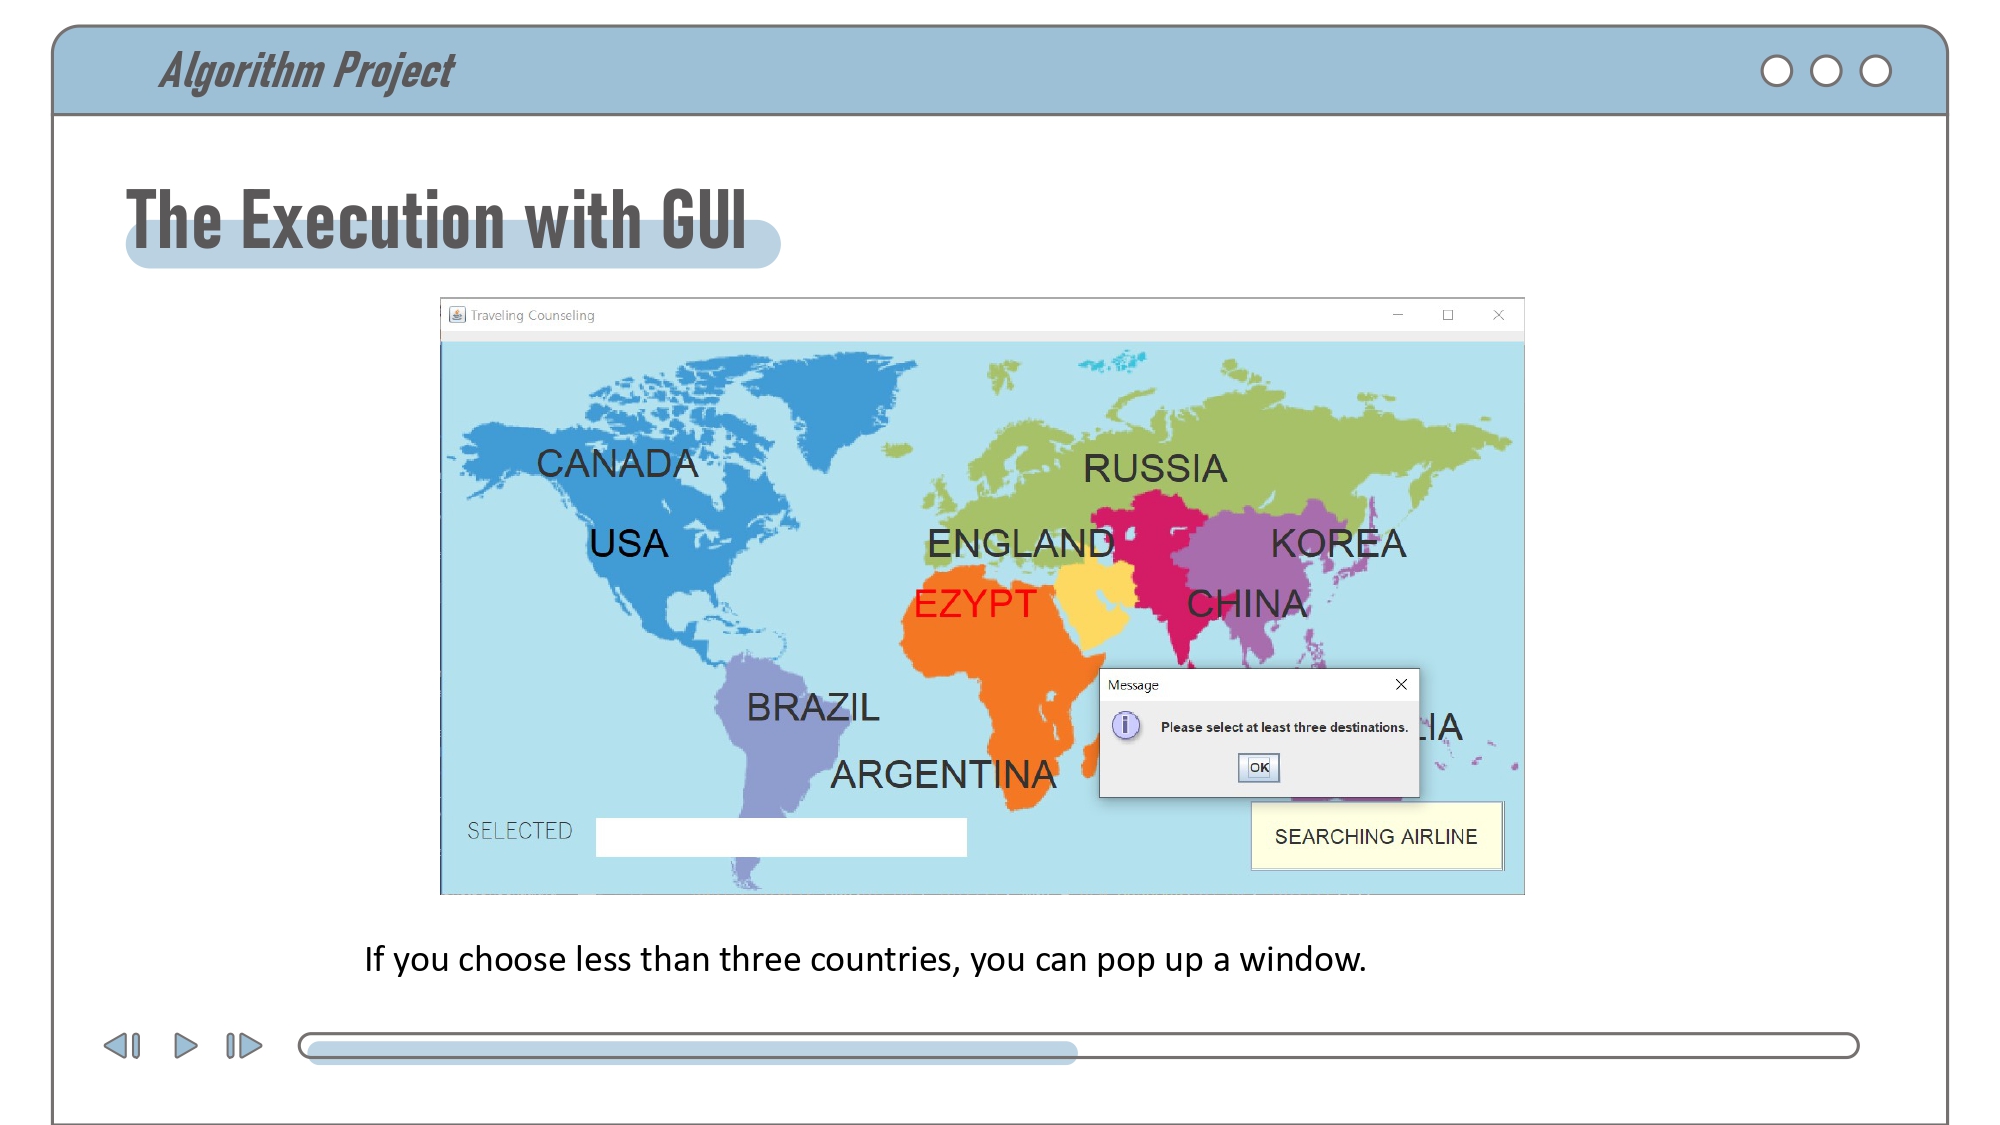 Algorithm Project
The Execution with GUI
Traveling Counseling
CANADA
RUSSIA
USA
ENGLAND
KOREA
EZYPT
CHINA
Message
BRAZIL
Please select at least three destinations.
LIA
OK
ARGENTINA
SELECTED
SEARCHING AIRLINE
If you choose less than three countries, you can pop up a window.